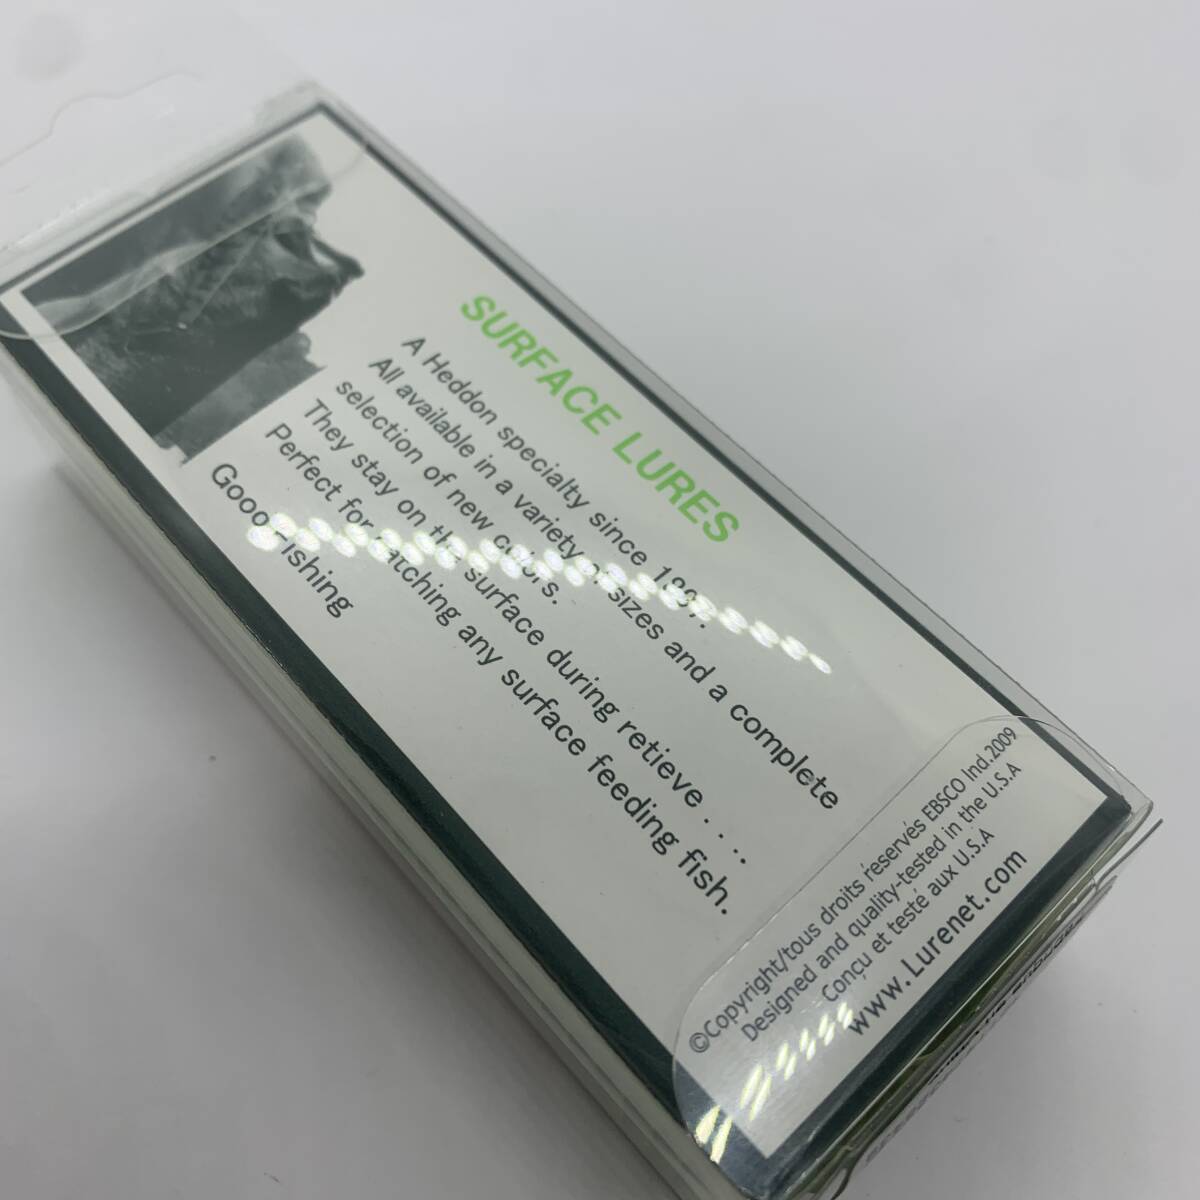 SURFACE LURES
A Heddon specialty since
All available in a variety of sizes and a complete
selection of new colors.
They stay on the surface during retieve . . . .
Perfect for catching any surface feeding fish.
Gooo Fishing
©Copyright/tous droits réservés EBSCO Ind.2009
Designed and quality-tested in the U.S.A
Conçu et testé aux U.S.A
www.Lurenet.com